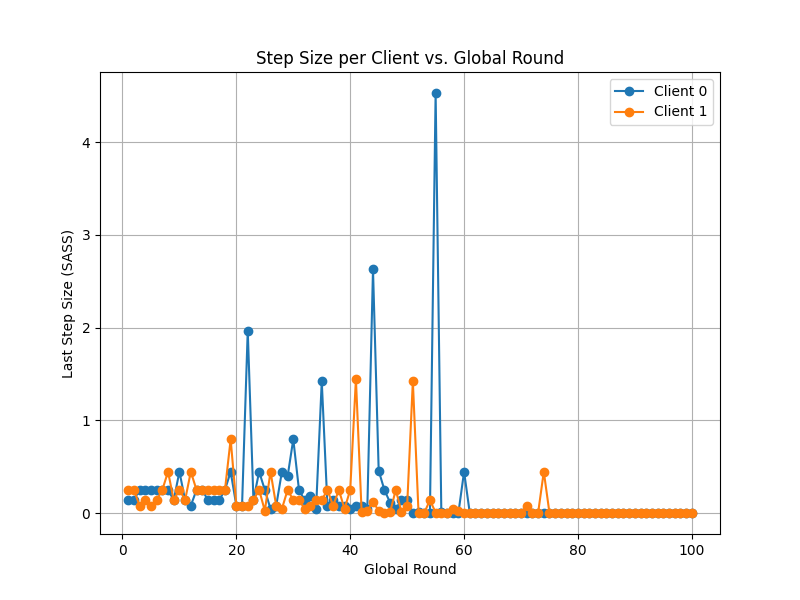 Step Size per Client vs. Global Round
Client 0
Client 1
Last Step Size (SASS)
4
3
2
1
0
0 20 40 60 80 100
Global Round